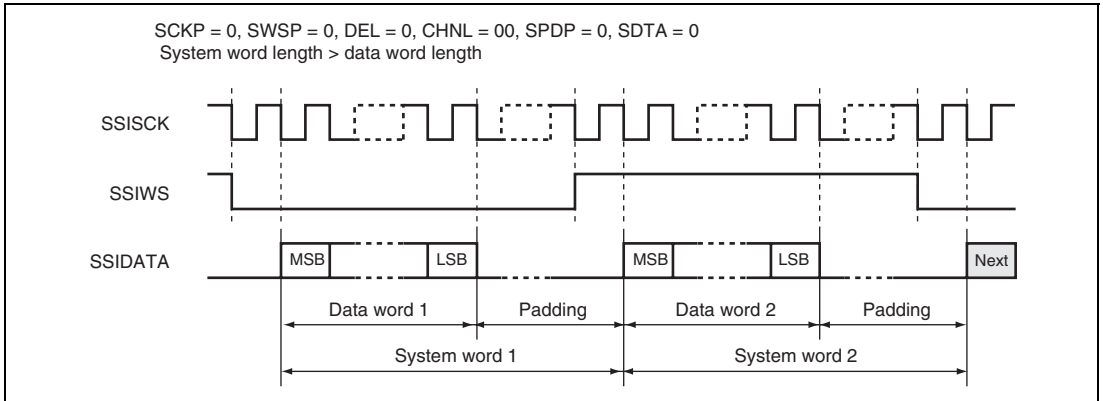 SCKP = 0, SWSP = 0, DEL = 0, CHNL = 00, SPDP = 0, SDTA = 0
System word length > data word length
SSISCK
SSIWS
SSIDATA
MSB LSB MSB LSB Next
Data word 1 Padding Data word 2 Padding
System word 1 System word 2